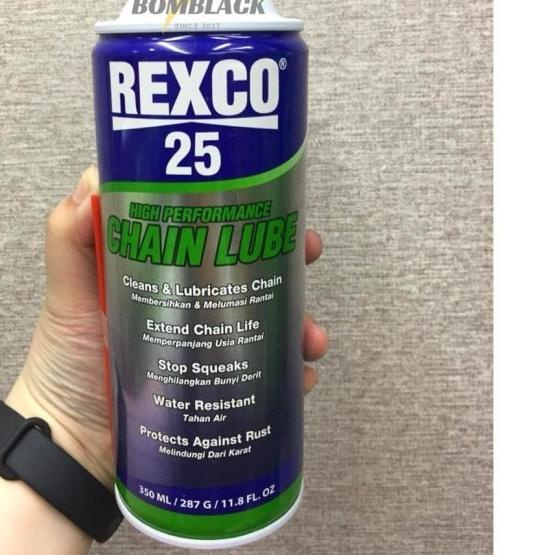 BOMBLACK
SINCE 2017
REXCO®
25
HIGH PERFORMANCE
CHAIN LUBE
Cleans & Lubricates Chain
Membersihkan & Melumasi Rantai
Extend Chain Life
Memperpanjang Usia Rantai
Stop Squeaks
Menghilangkan Bunyi Derit
Water Resistant
Tahan Air
Protects Against Rust
Melindungi Dari Karat
350 ML / 287 G / 11.8 FL. OZ